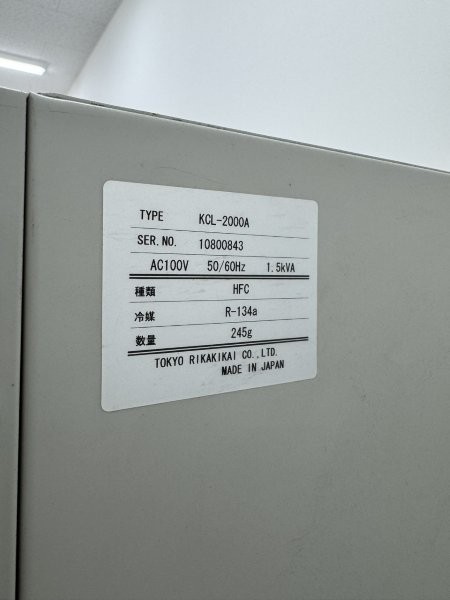 TYPE KCL-2000A
SER.NO. 10800843
AC100V 50/60Hz 1.5kVA
種類 HFC
冷媒 R-134a
数量 245g
TOKYO RIKAKIKAI CO.,LTD.
MADE IN JAPAN